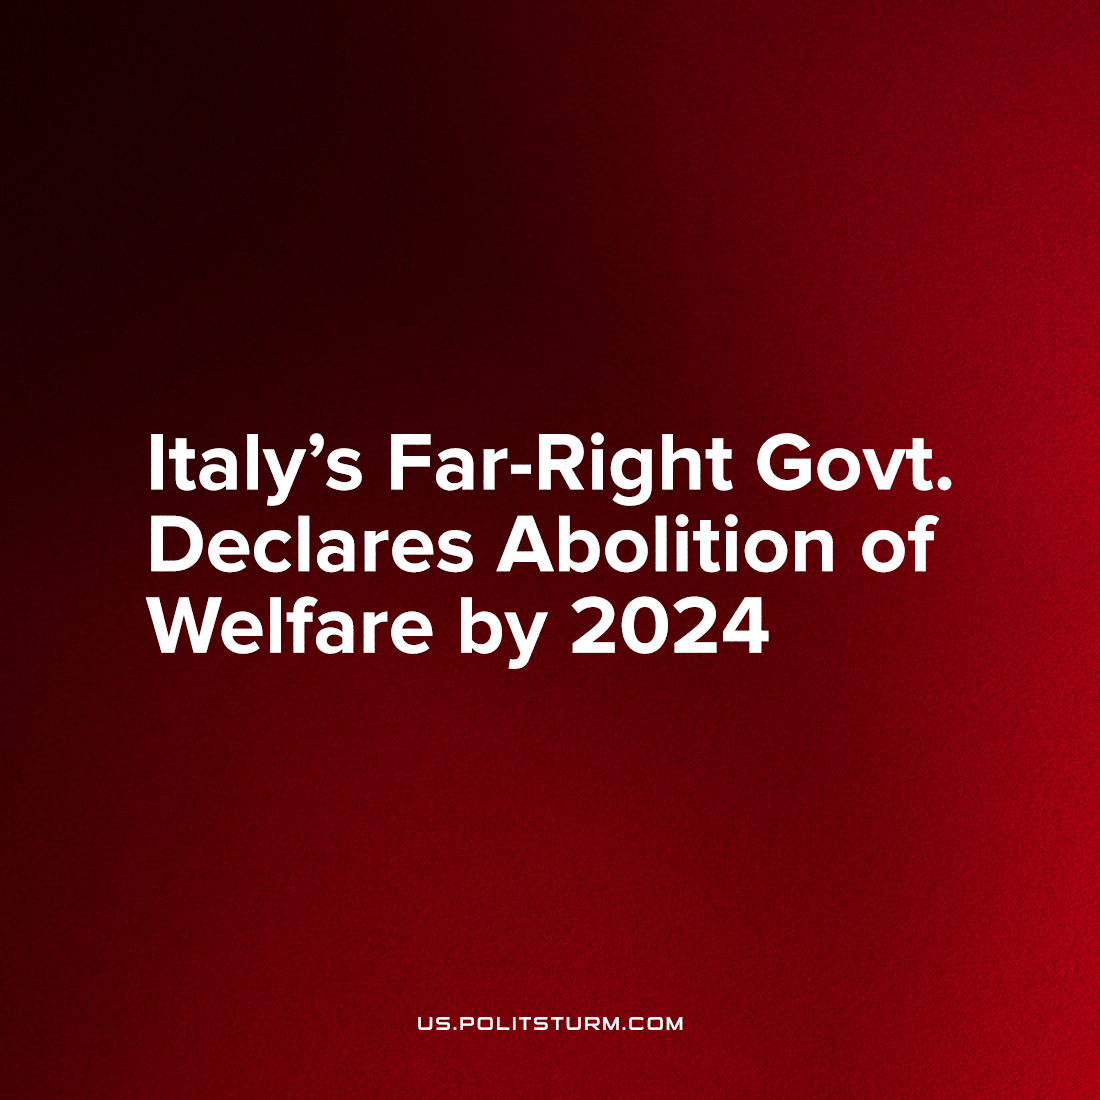 Italy’s Far-Right Govt.
Declares Abolition of
Welfare by 2024
US.POLITSTURM.COM